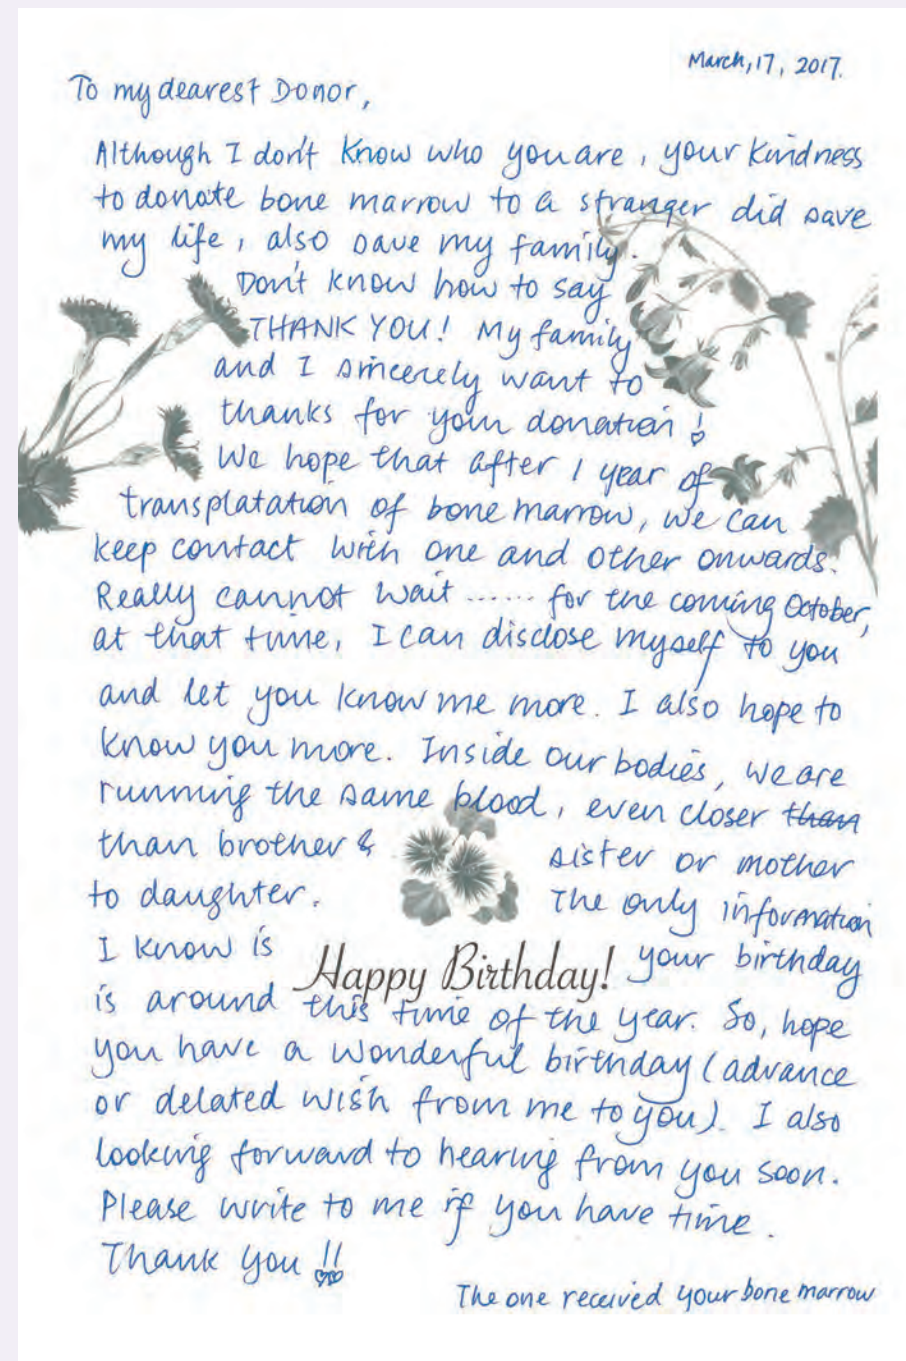 March, 17, 2017.
To my dearest Donor,
Although I don't know who you are, your kindness
to donate bone marrow to a stranger did save
my life, also save my family.
Don't know how to say
THANK YOU! My family
and I sincerely want to
thanks for your donation!
We hope that after 1 year of
transplatation of bone marrow, we can
keep contact with one and other onwards.
Really cannot wait ...... for the coming October,
at that time, I can disclose myself to you
and let you know me more. I also hope to
know you more. Inside our bodies, we are
running the same blood, even closer than
than brother & sister or mother
to daughter. The only information
I know is your birthday
Happy Birthday!
is around this time of the year. So, hope
you have a wonderful birthday (advance
or delated wish from me to you). I also
looking forward to hearing from you soon.
Please write to me if you have time.
Thank you !!
The one received your bone marrow